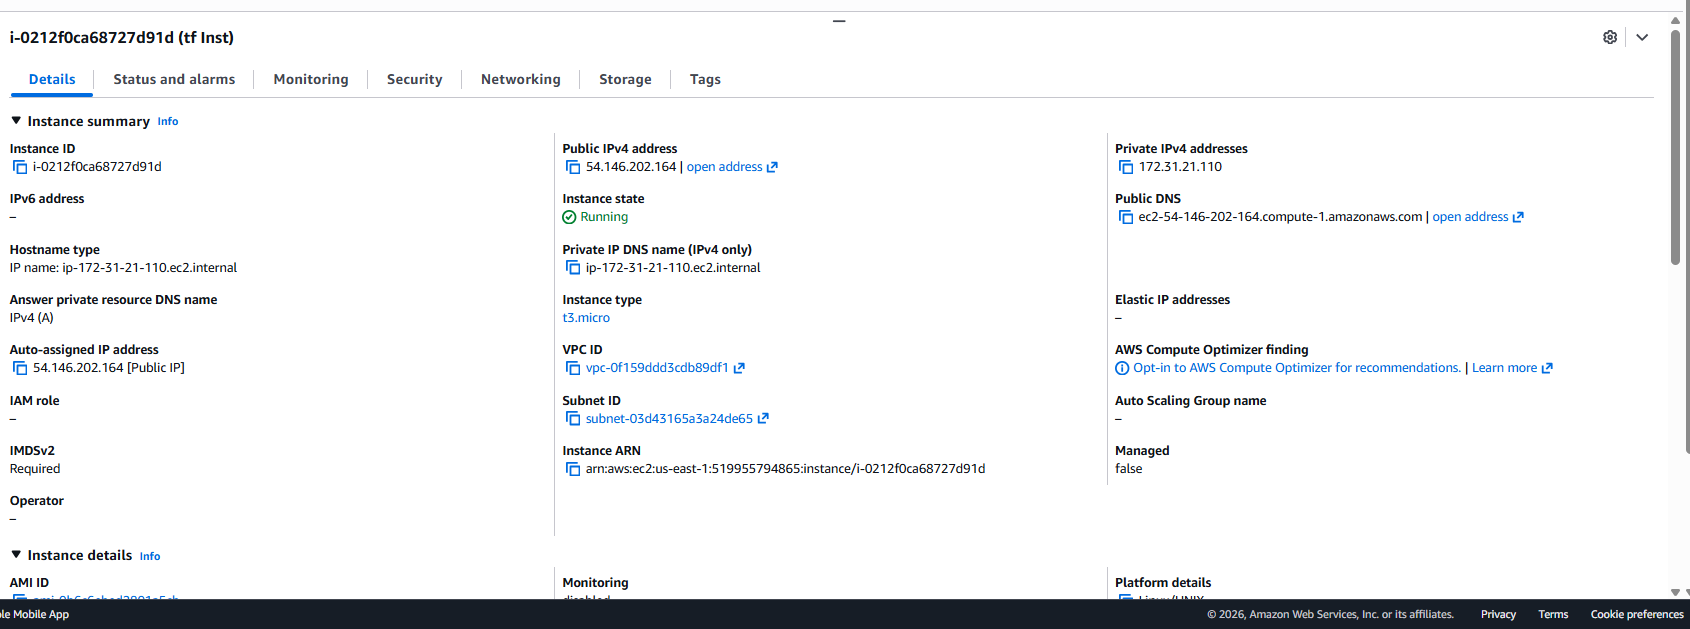 i-0212f0ca68727d91d (tf Inst)
Details
Status and alarms
Monitoring
Security
Networking
Storage
Tags
Instance summary Info
Instance ID
i-0212f0ca68727d91d
Public IPv4 address
54.146.202.164 | open address
Private IPv4 addresses
172.31.21.110
IPv6 address
–
Instance state
Running
Public DNS
ec2-54-146-202-164.compute-1.amazonaws.com | open address
Hostname type
IP name: ip-172-31-21-110.ec2.internal
Private IP DNS name (IPv4 only)
ip-172-31-21-110.ec2.internal
Answer private resource DNS name
IPv4 (A)
Instance type
t3.micro
Elastic IP addresses
–
Auto-assigned IP address
54.146.202.164 [Public IP]
VPC ID
vpc-0f159ddd3cdb89df1
AWS Compute Optimizer finding
Opt-in to AWS Compute Optimizer for recommendations. | Learn more
IAM role
–
Subnet ID
subnet-03d43165a3a24de65
Auto Scaling Group name
–
IMDSv2
Required
Instance ARN
arn:aws:ec2:us-east-1:519955794865:instance/i-0212f0ca68727d91d
Managed
false
Operator
–
Instance details Info
AMI ID
Monitoring
disabled
Platform details
Linux/UNIX
le Mobile App
© 2026, Amazon Web Services, Inc. or its affiliates.
Privacy
Terms
Cookie preferences